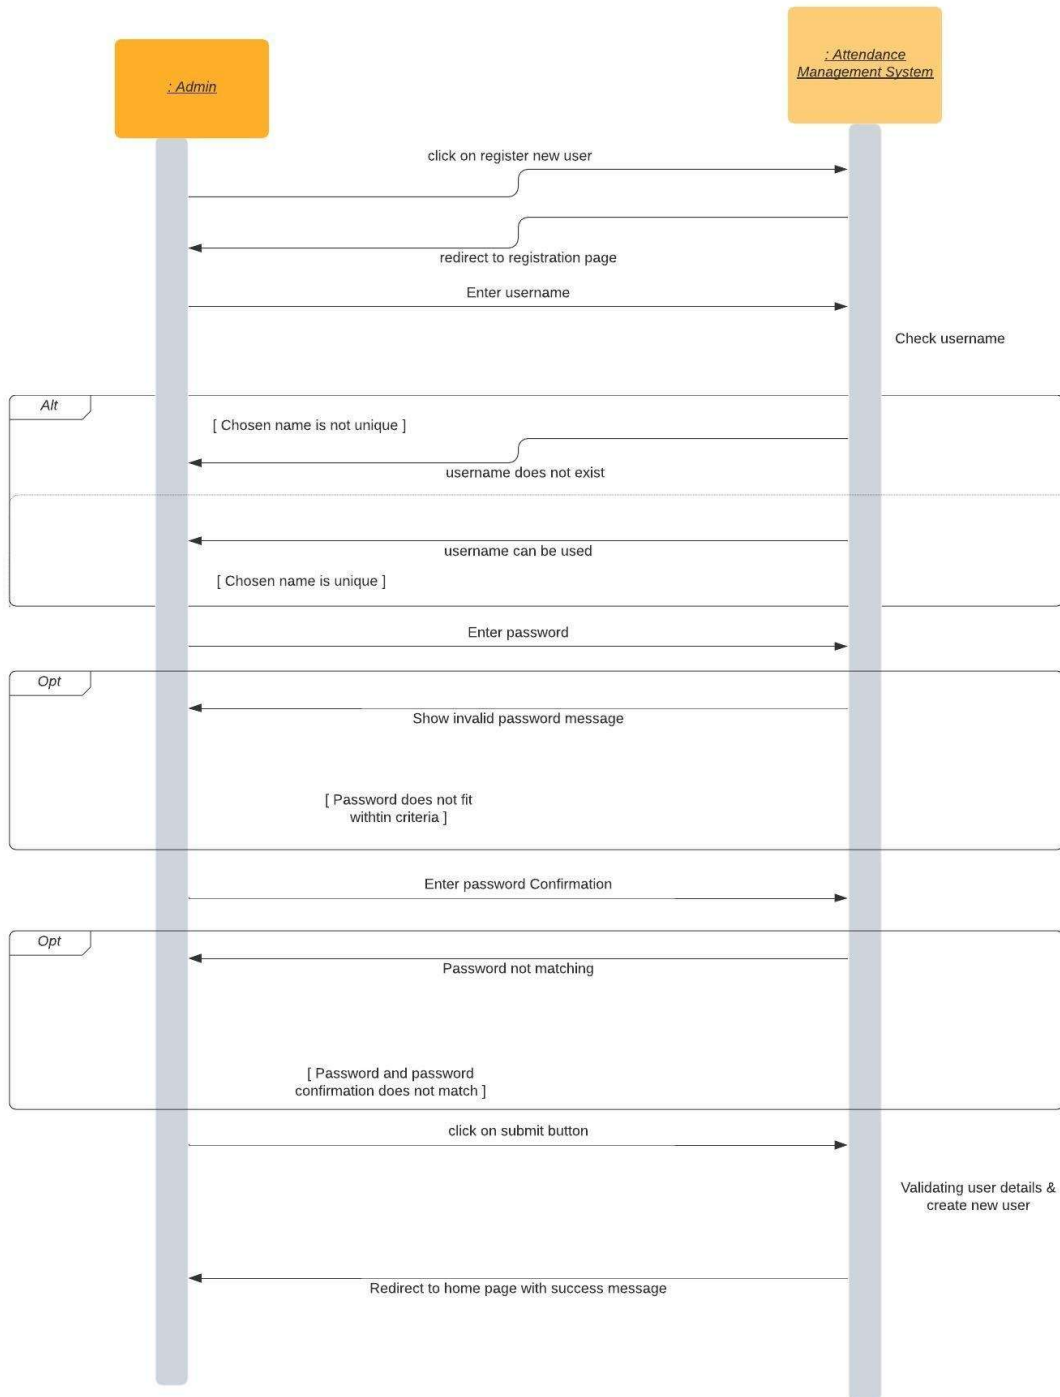 : Attendance
Management System
: Admin
click on register new user
redirect to registration page
Enter username
Check username
Alt
[ Chosen name is not unique ]
username does not exist
username can be used
[ Chosen name is unique ]
Enter password
Opt
Show invalid password message
[ Password does not fit
withtin criteria ]
Enter password Confirmation
Opt
Password not matching
[ Password and password
confirmation does not match ]
click on submit button
Validating user details &
create new user
Redirect to home page with success message